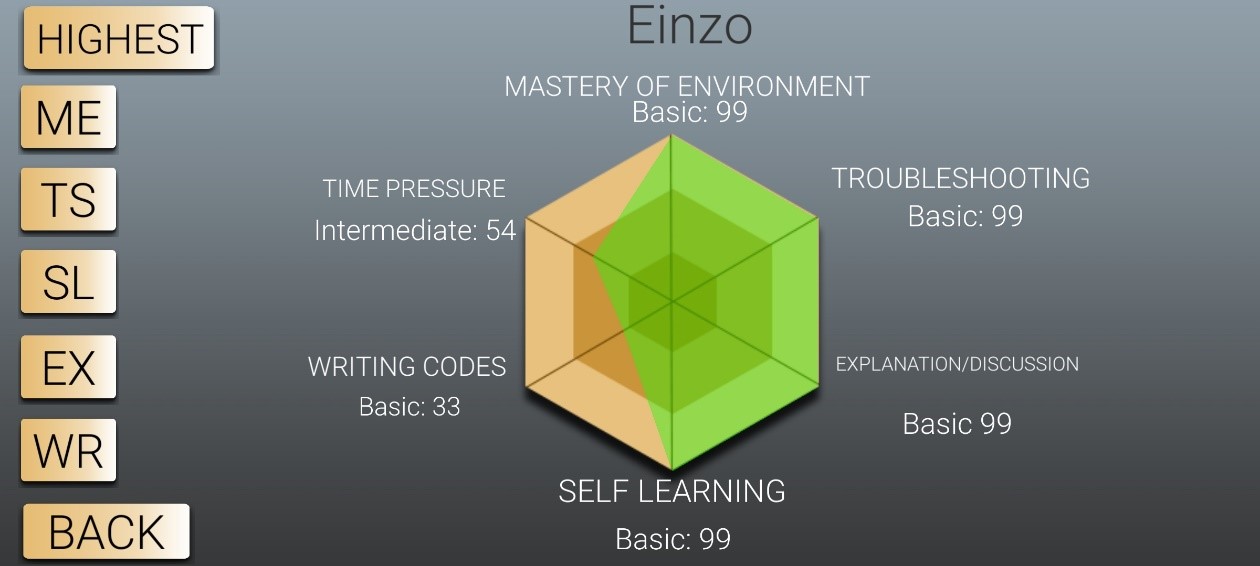 HIGHEST
ME
TS
SL
EX
WR
BACK
Einzo
MASTERY OF ENVIRONMENT
Basic: 99
TIME PRESSURE
Intermediate: 54
TROUBLESHOOTING
Basic: 99
WRITING CODES
Basic: 33
EXPLANATION/DISCUSSION
Basic 99
SELF LEARNING
Basic: 99